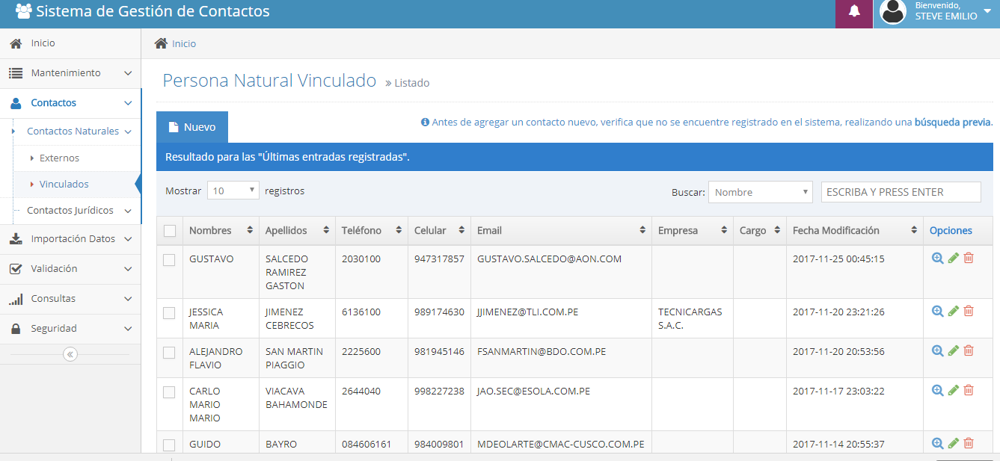 Sistema de Gestión de Contactos
Bienvenido,
STEVE EMILIO
Inicio
Mantenimiento
Contactos
Contactos Naturales
Externos
Vinculados
Contactos Jurídicos
Importación Datos
Validación
Consultas
Seguridad
Inicio
Persona Natural Vinculado » Listado
Nuevo
Antes de agregar un contacto nuevo, verifica que no se encuentre registrado en el sistema, realizando una búsqueda previa.
Resultado para las "Últimas entradas registradas".
Mostrar 10 registros
Buscar: Nombre ESCRIBA Y PRESS ENTER
Nombres Apellidos Teléfono Celular Email Empresa Cargo Fecha Modificación Opciones
GUSTAVO SALCEDO 2030100 947317857 GUSTAVO.SALCEDO@AON.COM 2017-11-25 00:45:15
RAMIREZ
GASTON
JESSICA JIMENEZ 6136100 989174630 JJIMENEZ@TLI.COM.PE TECNICARGAS 2017-11-20 23:21:26
MARIA CEBRECOS S.A.C.
ALEJANDRO SAN MARTIN 2225600 981945146 FSANMARTIN@BDO.COM.PE 2017-11-20 20:53:56
FLAVIO PIAGGIO
CARLO VIACAVA 2644040 998227238 JAO.SEC@ESOLA.COM.PE 2017-11-17 23:03:22
MARIO BAHAMONDE
MARIO
GUIDO BAYRO 084606161 984009801 MDEOLARTE@CMAC-CUSCO.COM.PE 2017-11-14 20:55:37